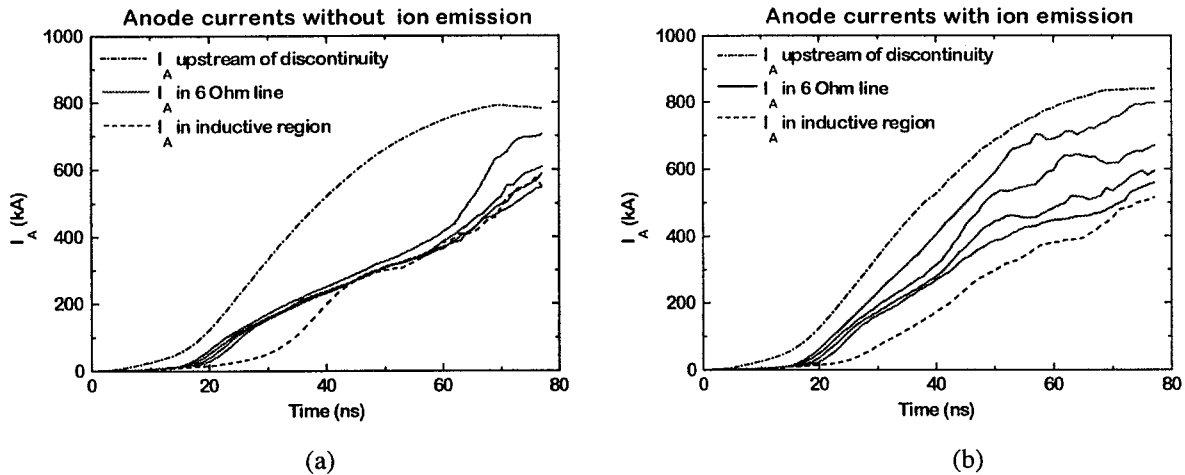 Anode currents without ion emission
1000
800
600
400
200
0
I_A (kA)
I_A upstream of discontinuity
I_A in 6 Ohm line
I_A in inductive region
0 20 40 60 80
Time (ns)
(a)
Anode currents with ion emission
1000
800
600
400
200
0
I_A (kA)
I_A upstream of discontinuity
I_A in 6 Ohm line
I_A in inductive region
0 20 40 60 80
Time (ns)
(b)